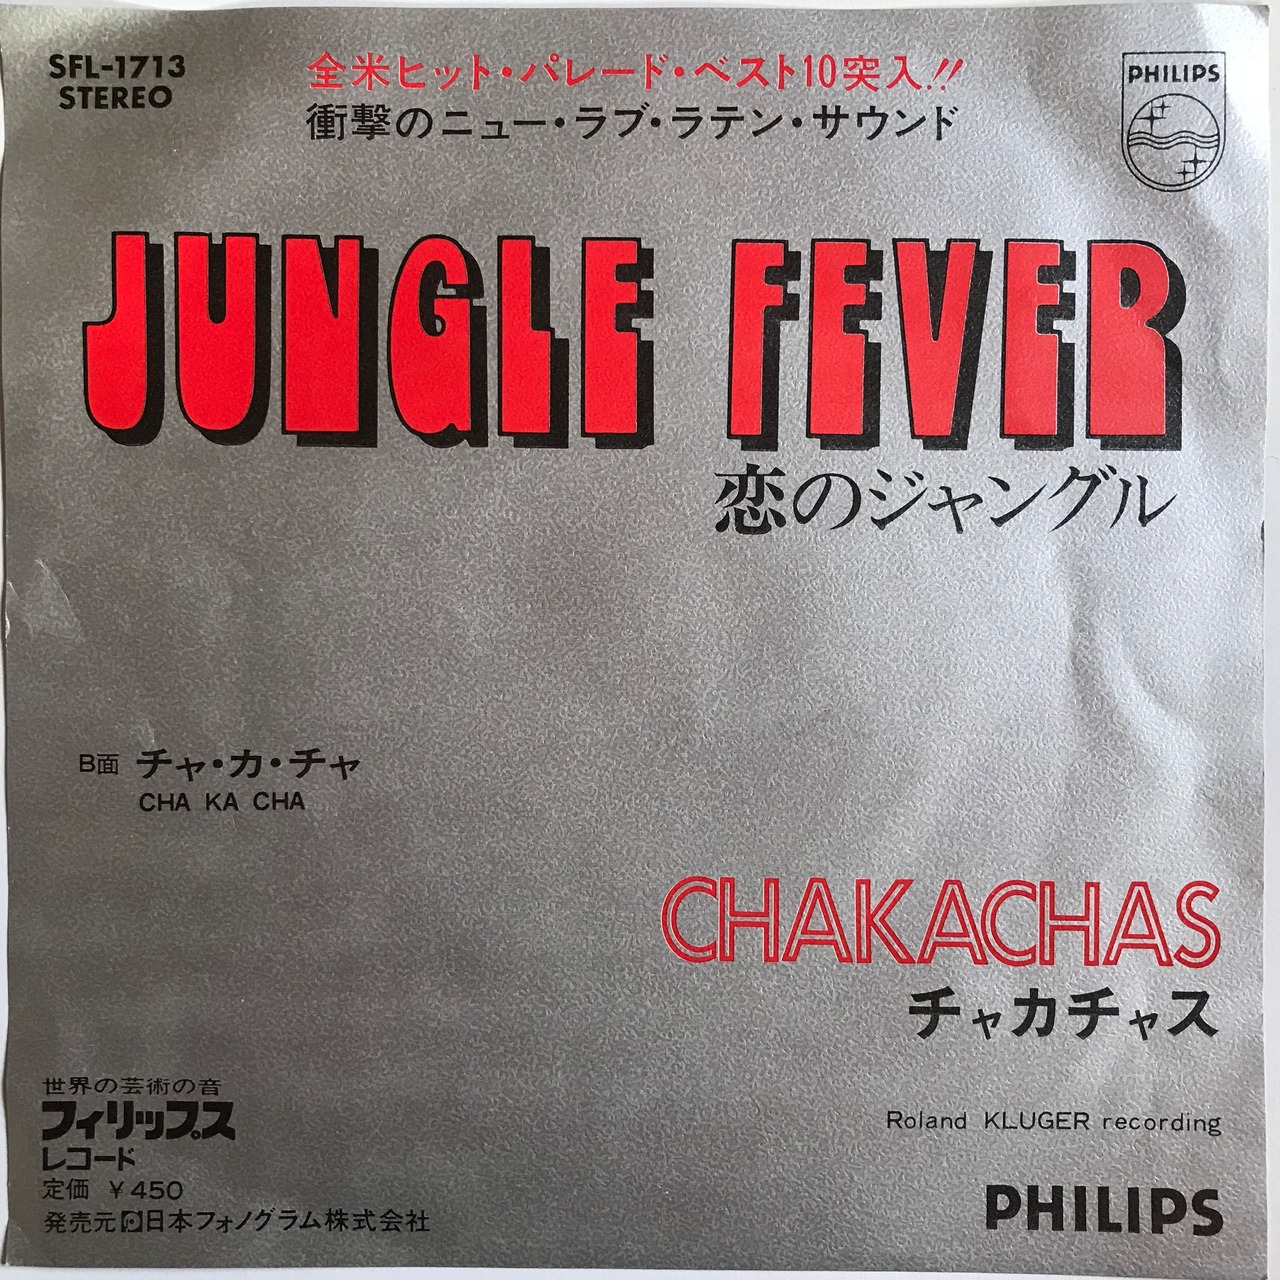 SFL-1713
STEREO
全米ヒット・パレード・ベスト10突入!!
衝撃のニュー・ラブ・ラテン・サウンド
PHILIPS
JUNGLE FEVER
恋のジャングル
B面 チャ・カ・チャ
CHA KA CHA
CHAKACHAS
チャカチャス
世界の芸術の音
フィリップス
レコード
定価 ¥450
発売元 日本フォノグラム株式会社
Roland KLUGER recording
PHILIPS